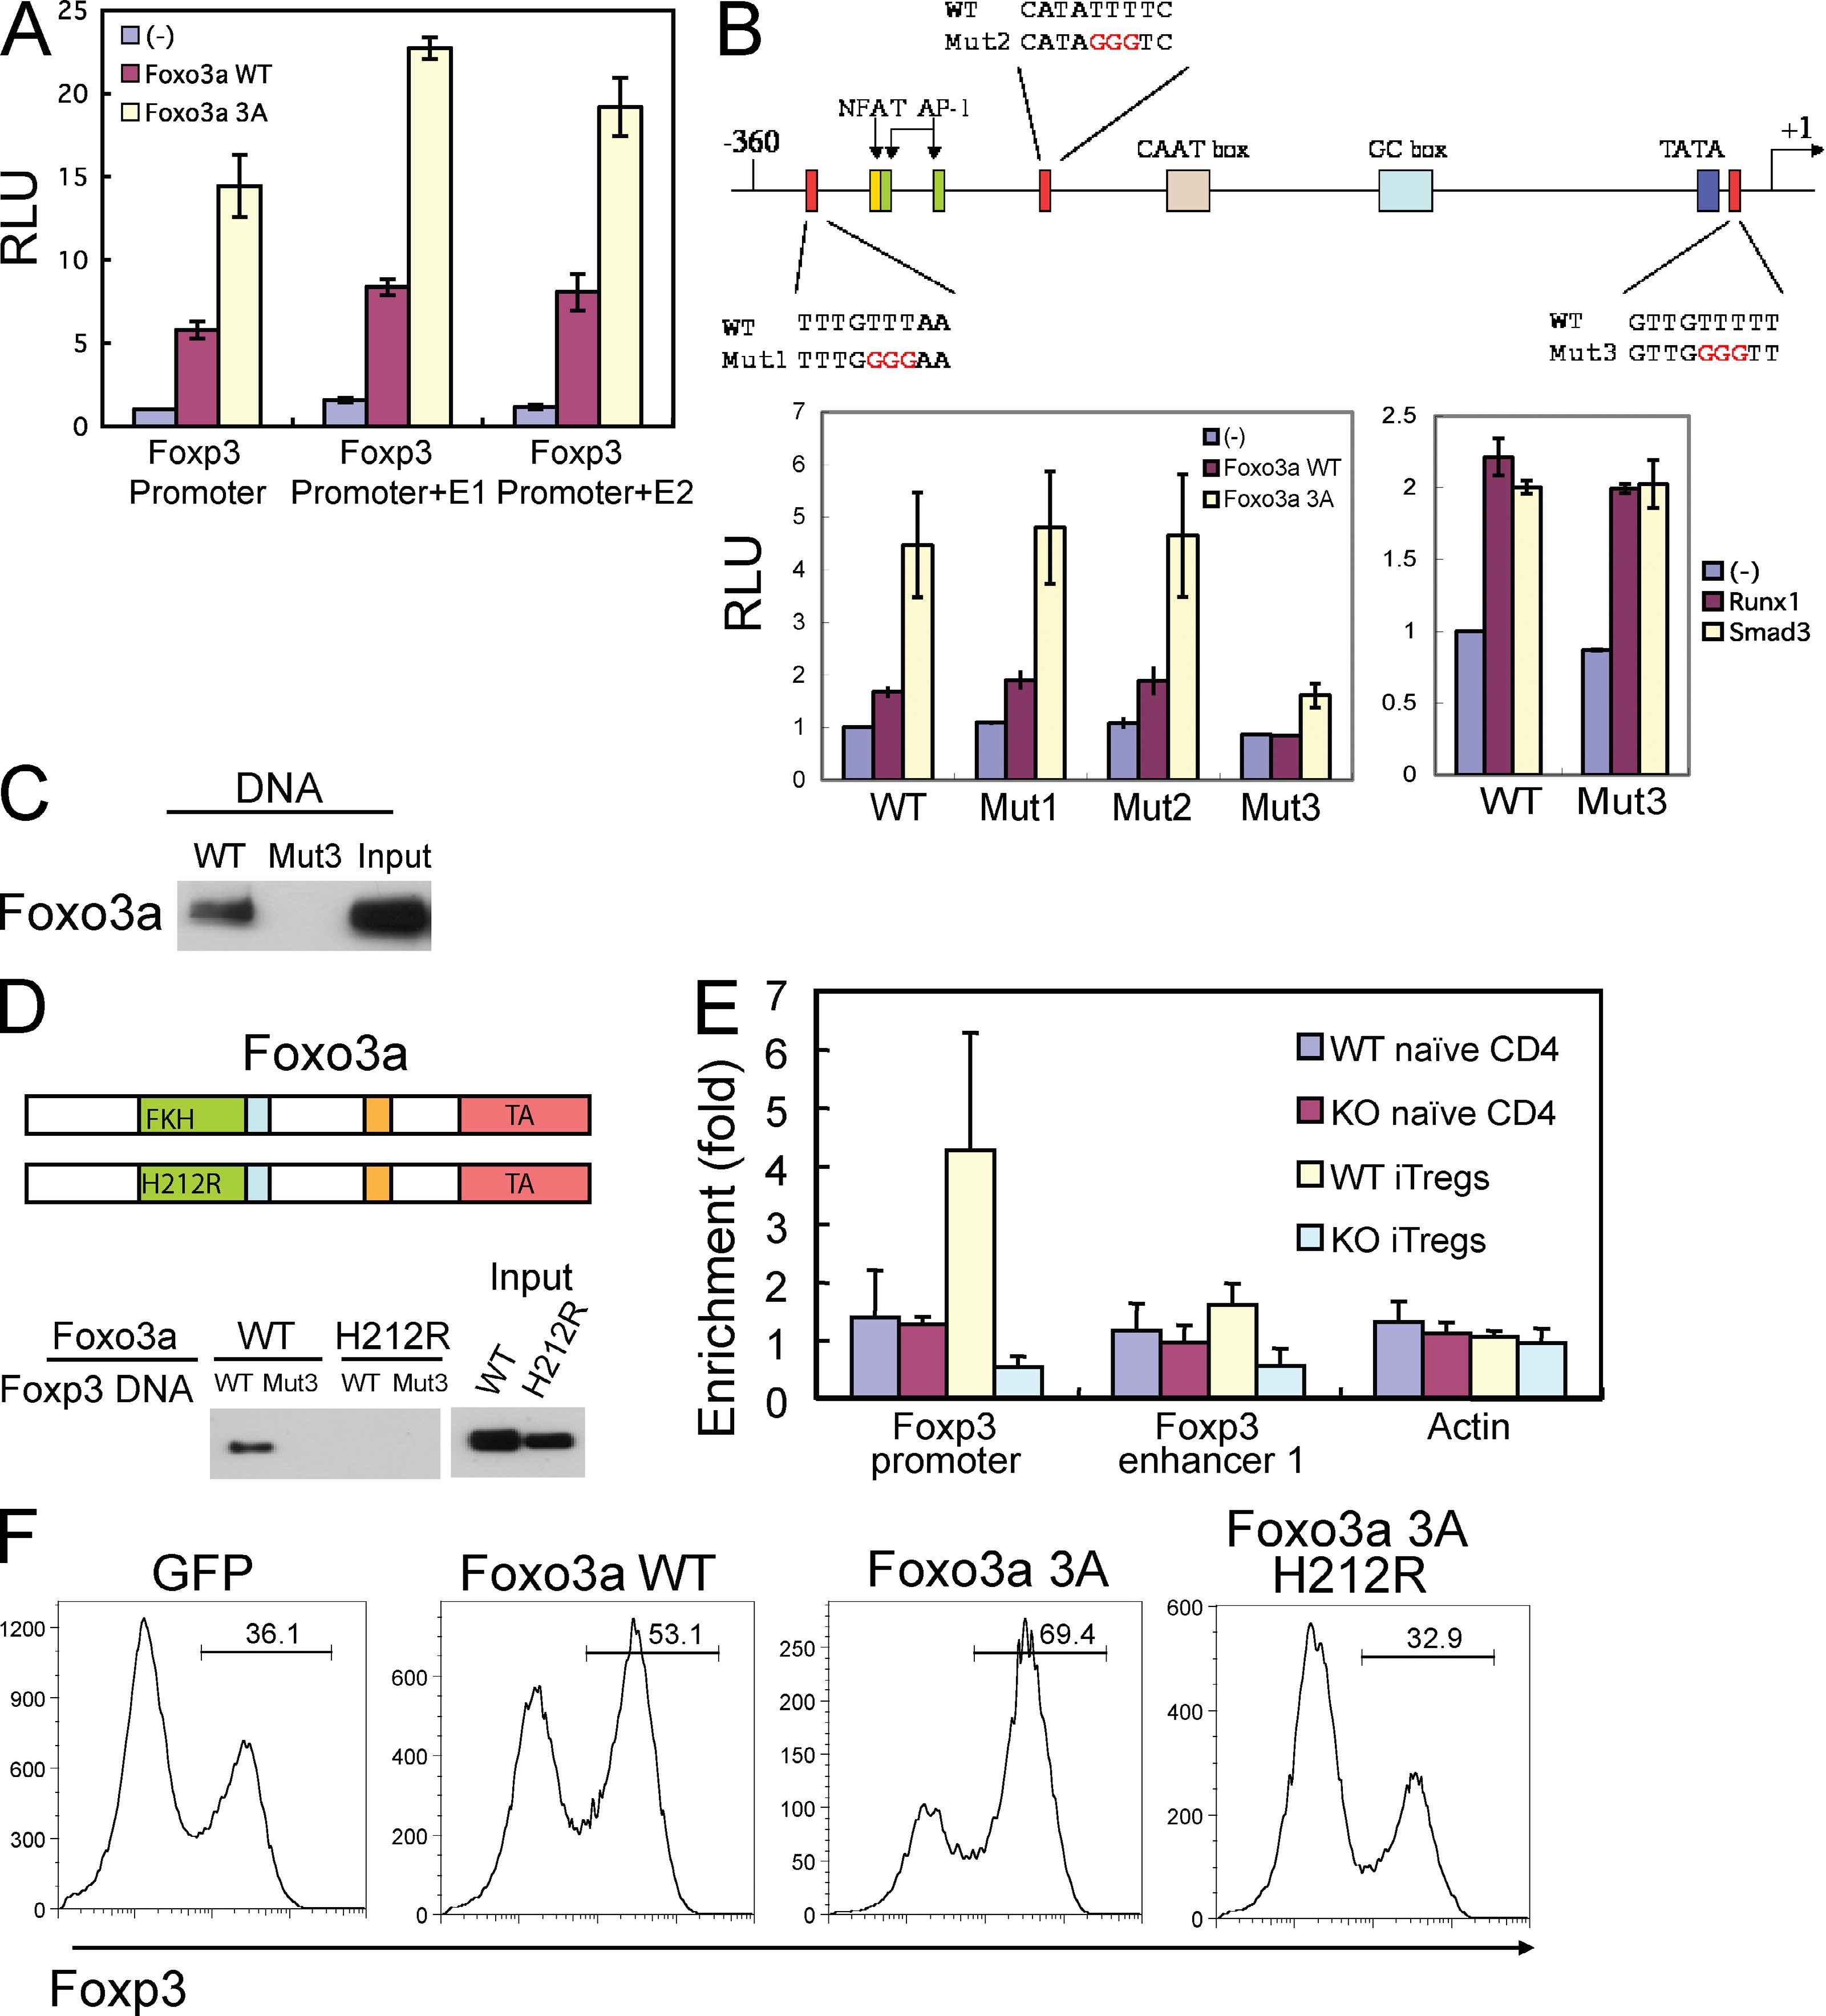 A
25
20
15
10
5
0
RLU
(-)
Foxo3a WT
Foxo3a 3A
Foxp3
Promoter
Foxp3
Promoter+E1
Foxp3
Promoter+E2
B
WT CATATTTTC
Mut2 CATAGGGTC
NFAT AP-1
-360
CAAT box
GC box
TATA
+1
WT TTTGTTTAA
Mut1 TTTGGGGAA
WT GTTGTTTTT
Mut3 GTTGGGGTT
7
6
5
4
3
2
1
0
RLU
(-)
Foxo3a WT
Foxo3a 3A
WT Mut1 Mut2 Mut3
2.5
2
1.5
1
0.5
0
(-)
Runx1
Smad3
WT Mut3
C
DNA
WT Mut3 Input
Foxo3a
D
Foxo3a
FKH TA
H212R TA
Input
Foxo3a WT H212R WT H212R
Foxp3 DNA WT Mut3 WT Mut3
E
7
6
5
4
3
2
1
0
Enrichment (fold)
WT naïve CD4
KO naïve CD4
WT iTregs
KO iTregs
Foxp3
promoter
Foxp3
enhancer 1
Actin
F
GFP
1200
900
600
300
0
36.1
Foxo3a WT
600
400
200
0
53.1
Foxo3a 3A
250
200
150
100
50
0
69.4
Foxo3a 3A
H212R
600
400
200
0
32.9
Foxp3